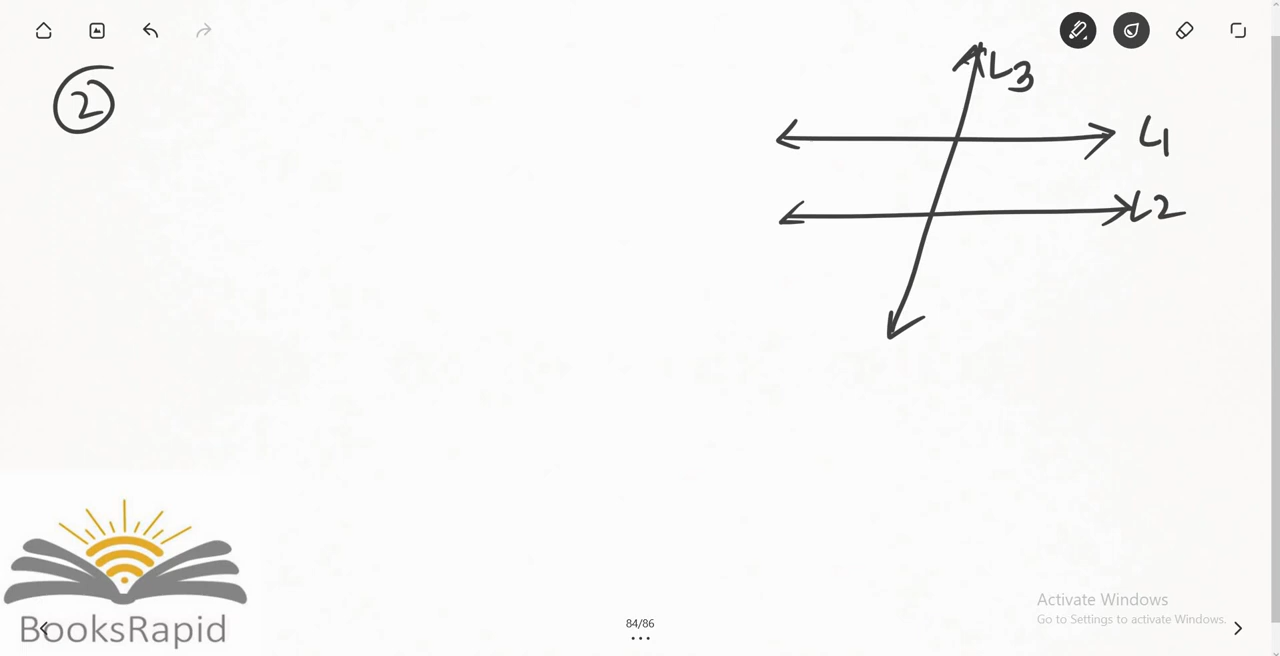 2
L3
L1
L2
BooksRapid
84/86
Activate Windows
Go to Settings to activate Windows.